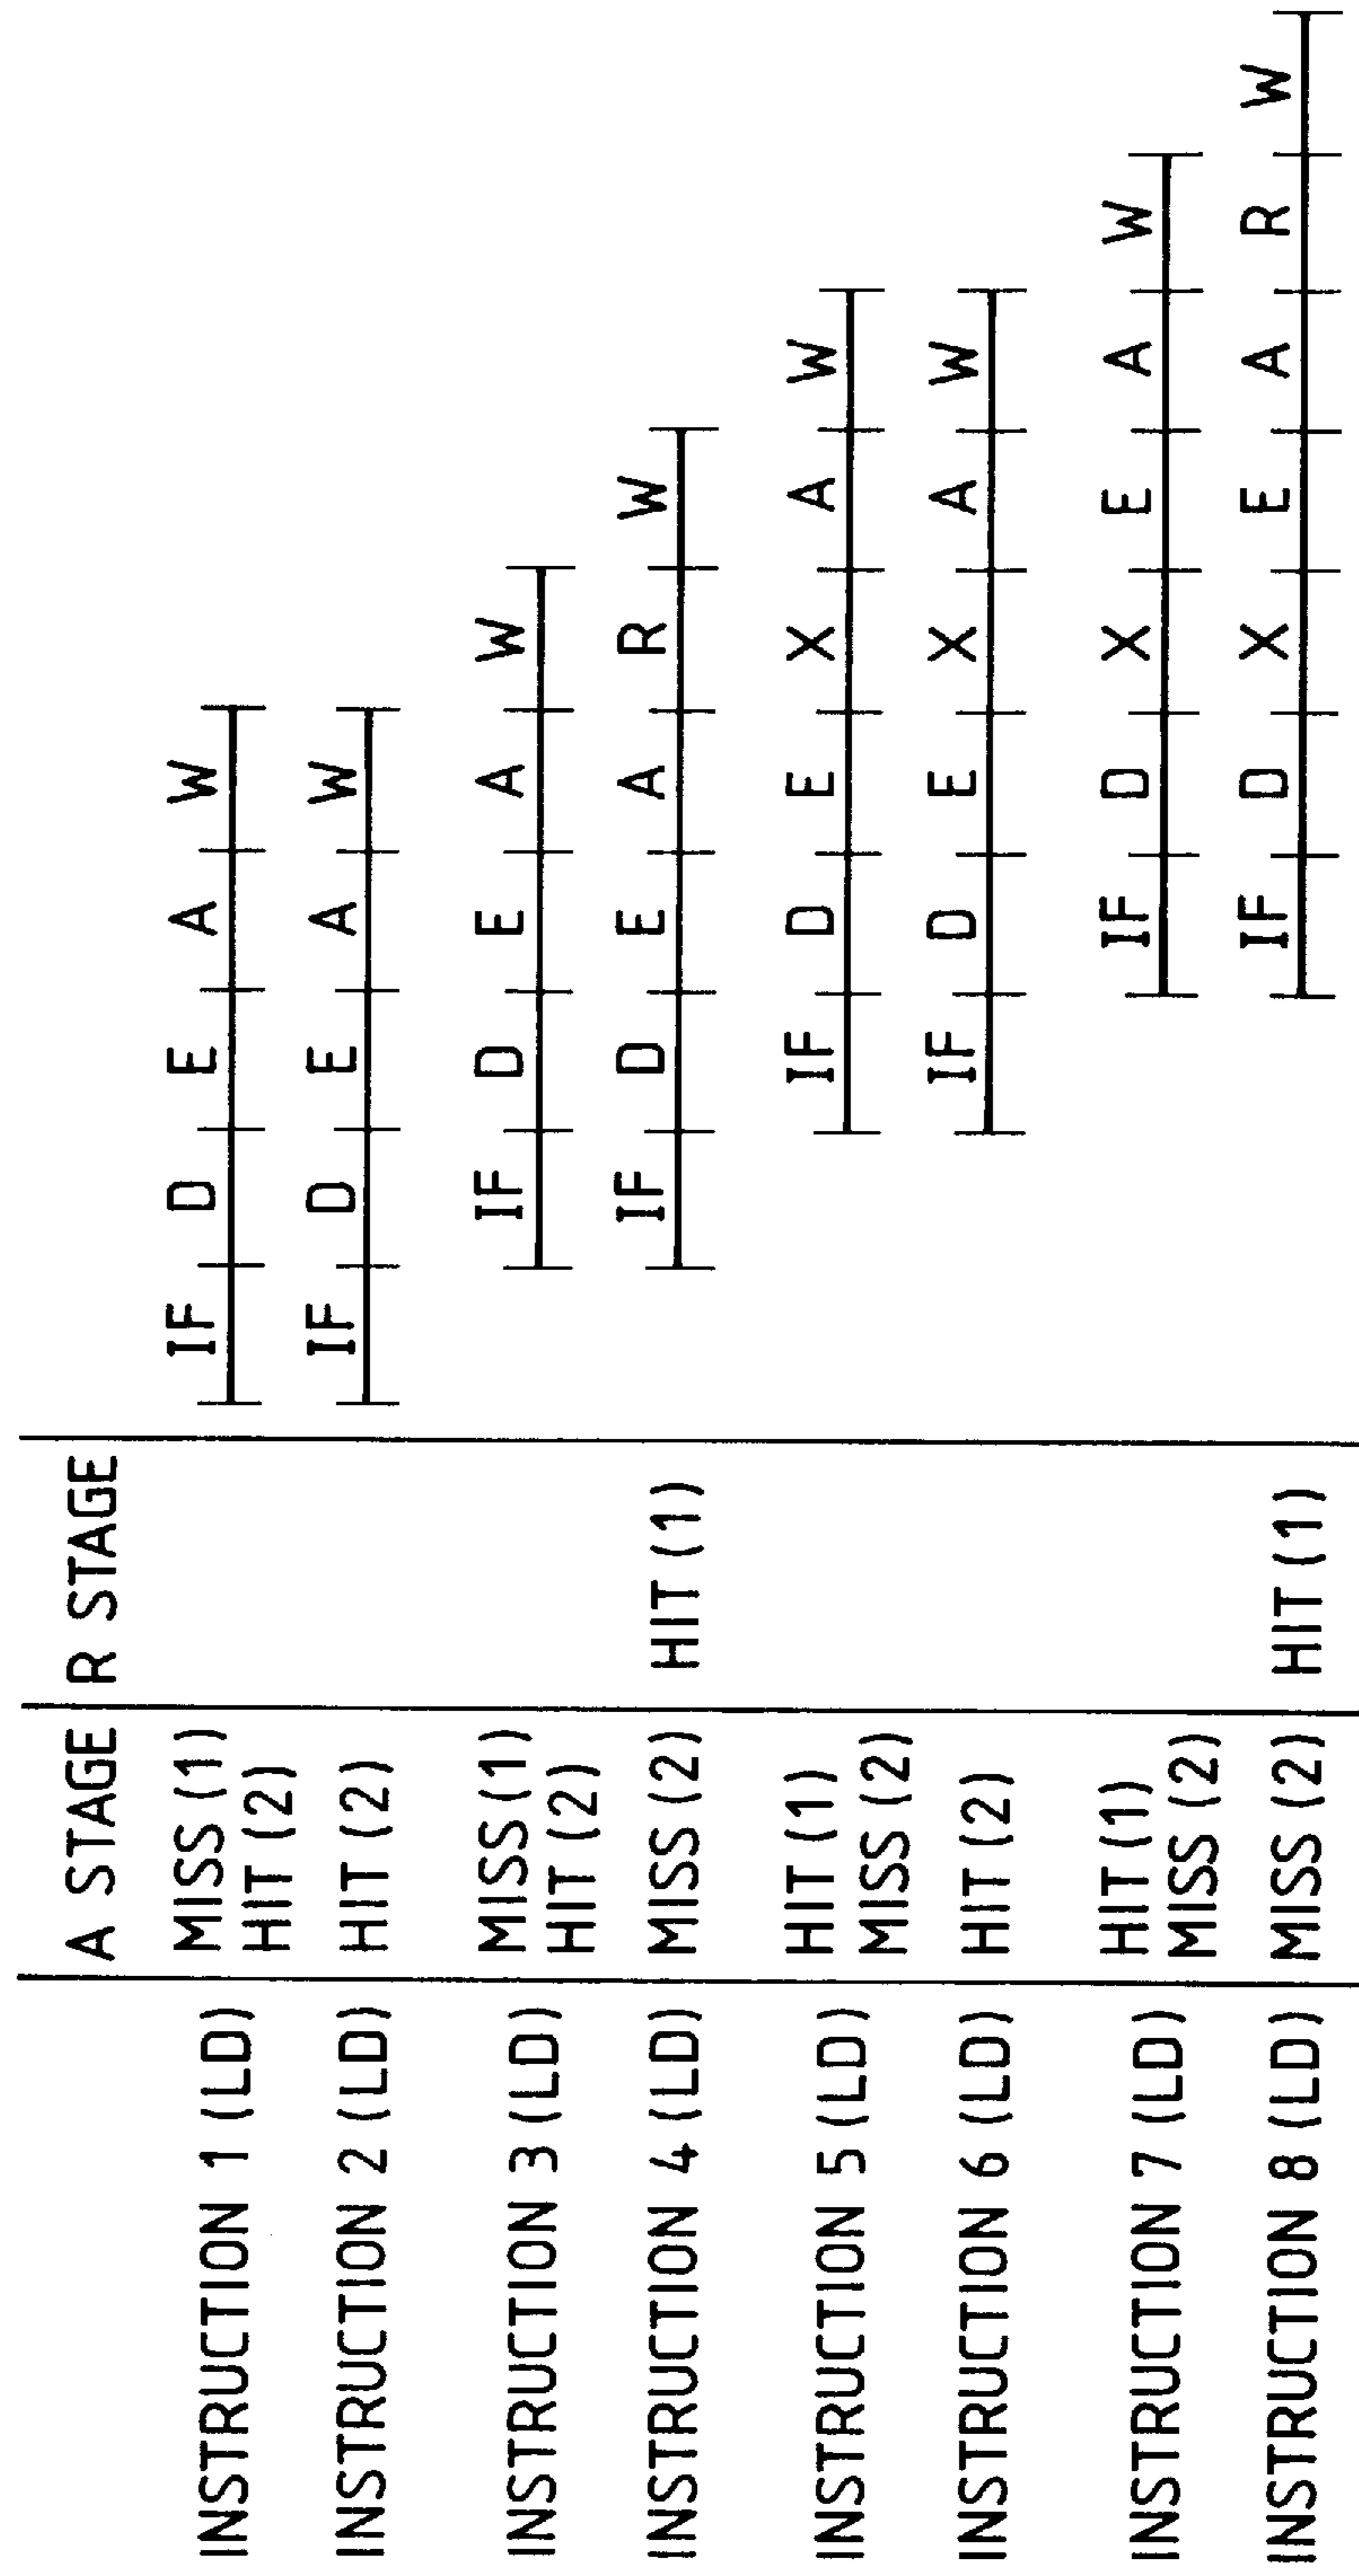 A STAGE R STAGE
INSTRUCTION 1 (LD) MISS (1) IF D E A W
HIT (2)
INSTRUCTION 2 (LD) HIT (2) IF D E A W
INSTRUCTION 3 (LD) MISS (1) IF D E A W
HIT (2)
INSTRUCTION 4 (LD) MISS (2) HIT (1) IF D E A R W
INSTRUCTION 5 (LD) HIT (1) IF D E X A W
MISS (2)
INSTRUCTION 6 (LD) HIT (2) IF D E X A W
INSTRUCTION 7 (LD) HIT (1) IF D X E A W
MISS (2)
INSTRUCTION 8 (LD) MISS (2) HIT (1) IF D X E A R W